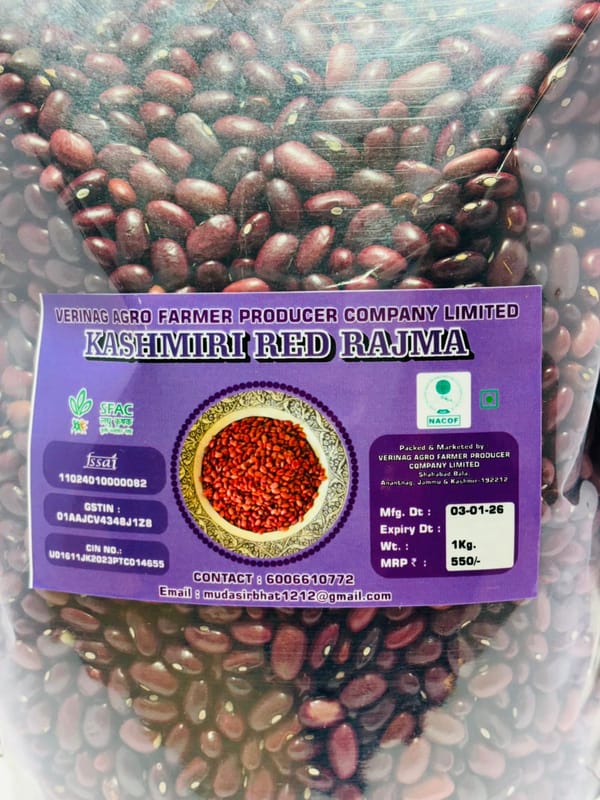 VERINAG AGRO FARMER PRODUCER COMPANY LIMITED
KASHMIRI RED RAJMA
SFAC
NACOF
fssai
11024010000082
GSTIN :
01AAJCV4348J1Z8
CIN NO.:
U01611JK2023PTC014655
Packed & Marketed by
VERINAG AGRO FARMER PRODUCER
COMPANY LIMITED
Shahabad Bala,
Anantnag, Jammu & Kashmir-192212
Mfg. Dt : 03-01-26
Expiry Dt :
Wt. : 1Kg.
MRP ₹ : 550/-
CONTACT : 6006610772
Email : mudasirbhat1212@gmail.com